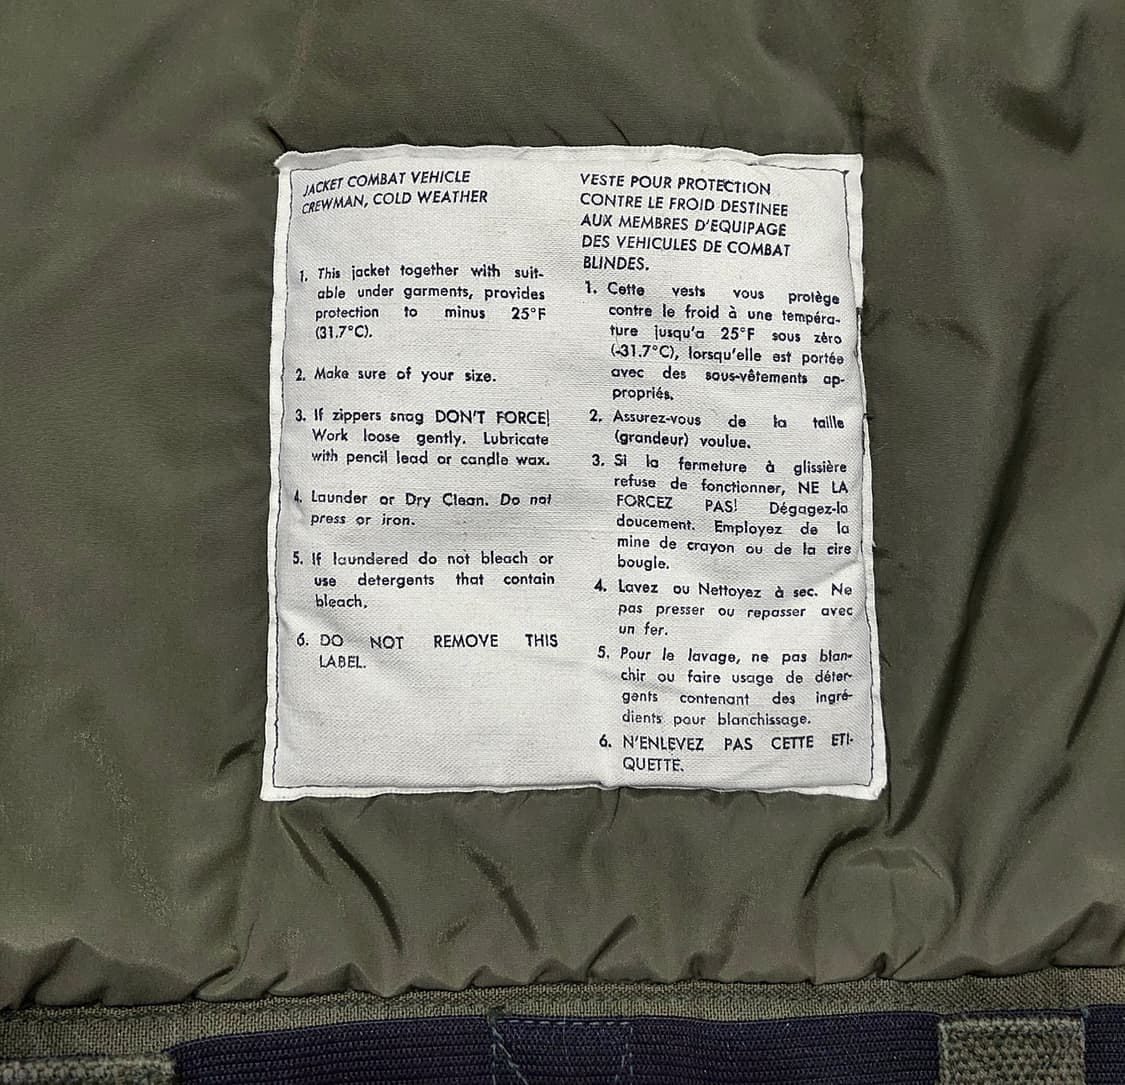 JACKET COMBAT VEHICLE
CREWMAN, COLD WEATHER
1. This jacket together with suit-
able under garments, provides
protection to minus 25°F
(31.7°C).
2. Make sure of your size.
3. If zippers snag DON'T FORCE!
Work loose gently. Lubricate
with pencil lead or candle wax.
4. Launder or Dry Clean. Do not
press or iron.
5. If laundered do not bleach or
use detergents that contain
bleach.
6. DO NOT REMOVE THIS
LABEL.
VESTE POUR PROTECTION
CONTRE LE FROID DESTINEE
AUX MEMBRES D'EQUIPAGE
DES VEHICULES DE COMBAT
BLINDES.
1. Cette vests vous protège
contre le froid à une tempéra-
ture jusqu'a 25°F sous zèro
(-31.7°C), lorsqu'elle est portée
avec des sous-vêtements ap-
propriés.
2. Assurez-vous de la taille
(grandeur) voulue.
3. Si la fermeture à glissière
refuse de fonctionner, NE LA
FORCEZ PAS! Dégagez-la
doucement. Employez de la
mine de crayon ou de la cire
bougle.
4. Lavez ou Nettoyez à sec. Ne
pas presser ou repasser avec
un fer.
5. Pour le lavage, ne pas blan-
chir ou faire usage de déter-
gents contenant des ingré-
dients pour blanchissage.
6. N'ENLEVEZ PAS CETTE ETI-
QUETTE.